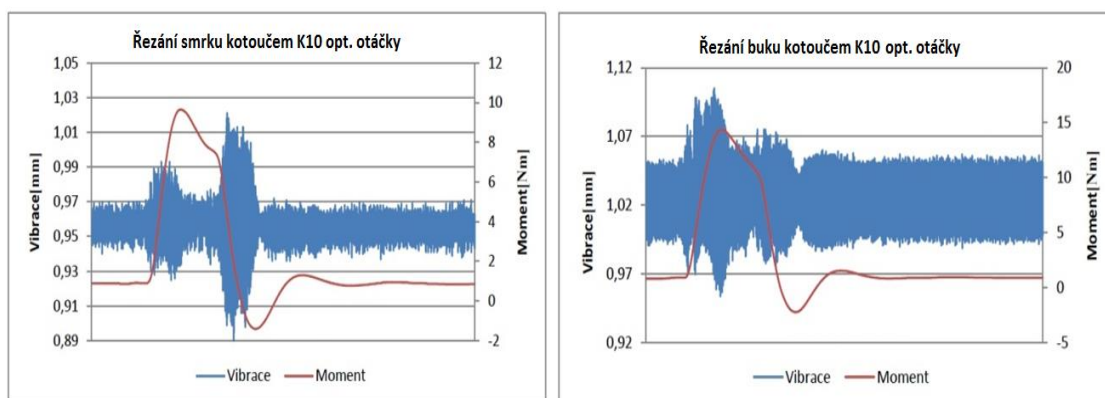 Řezání smrku kotoučem K10 opt. otáčky
1,05
1,03
1,01
0,99
0,97
0,95
0,93
0,91
0,89
Vibrace[mm]
12
10
8
6
4
2
0
-2
Moment[Nm]
Vibrace
Moment
Řezání buku kotoučem K10 opt. otáčky
1,12
1,07
1,02
0,97
0,92
Vibrace[mm]
20
15
10
5
0
-5
Moment[Nm]
Vibrace
Moment